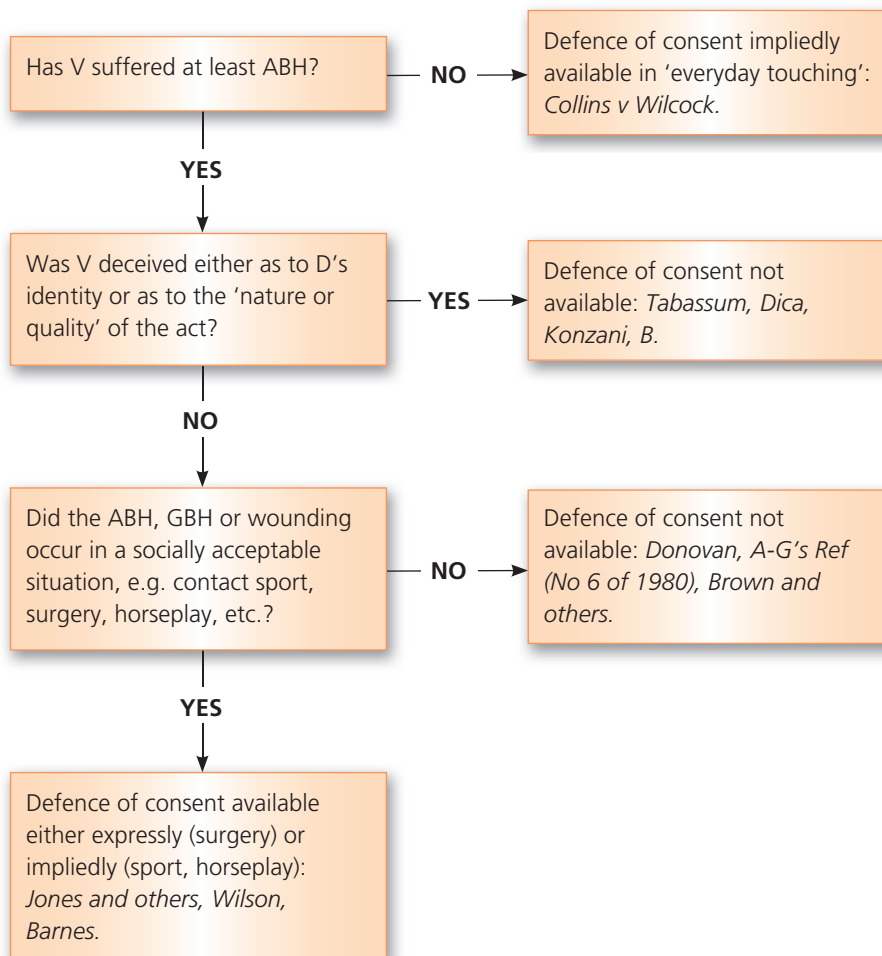 Has V suffered at least ABH?
NO
Defence of consent impliedly
available in ‘everyday touching’:
Collins v Wilcock.
YES
Was V deceived either as to D’s
identity or as to the ‘nature or
quality’ of the act?
YES
Defence of consent not
available: Tabassum, Dica,
Konzani, B.
NO
Did the ABH, GBH or wounding
occur in a socially acceptable
situation, e.g. contact sport,
surgery, horseplay, etc.?
NO
Defence of consent not
available: Donovan, A-G’s Ref
(No 6 of 1980), Brown and
others.
YES
Defence of consent available
either expressly (surgery) or
impliedly (sport, horseplay):
Jones and others, Wilson,
Barnes.